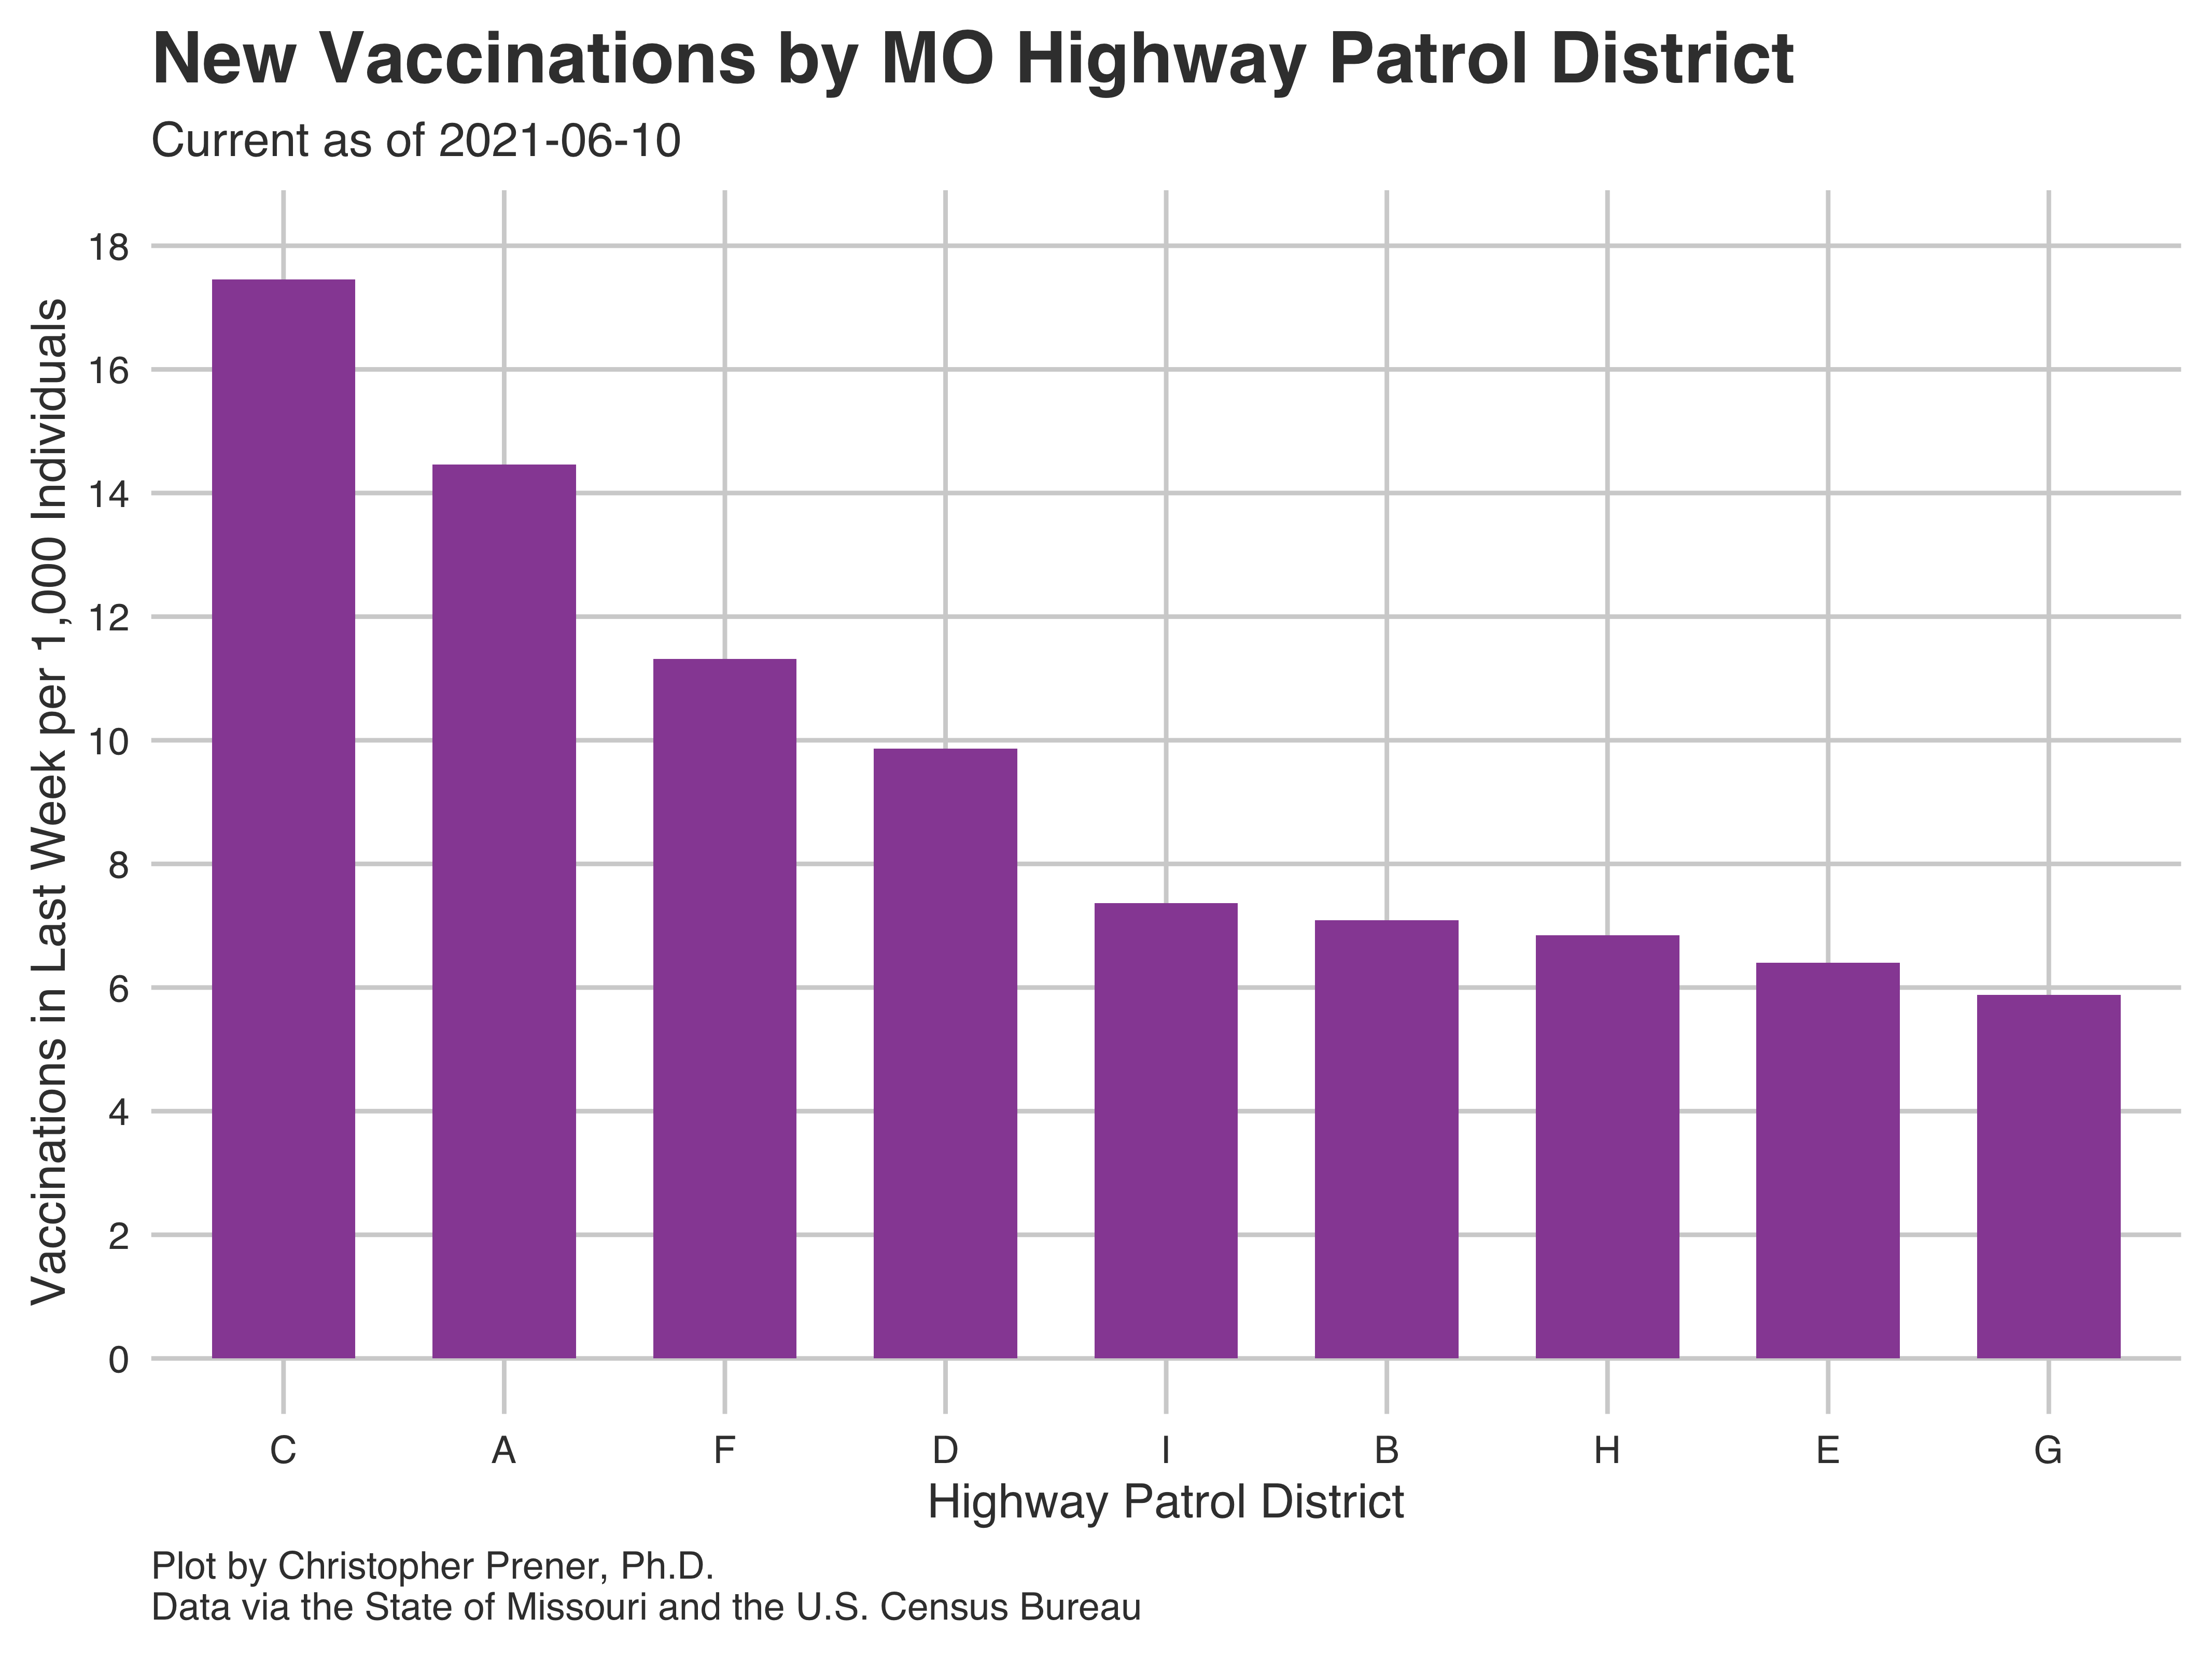 New Vaccinations by MO Highway Patrol District
Current as of 2021-06-10
Vaccinations in Last Week per 1,000 Individuals
18
16
14
12
10
8
6
4
2
0
C A F D I B H E G
Highway Patrol District
Plot by Christopher Prener, Ph.D.
Data via the State of Missouri and the U.S. Census Bureau